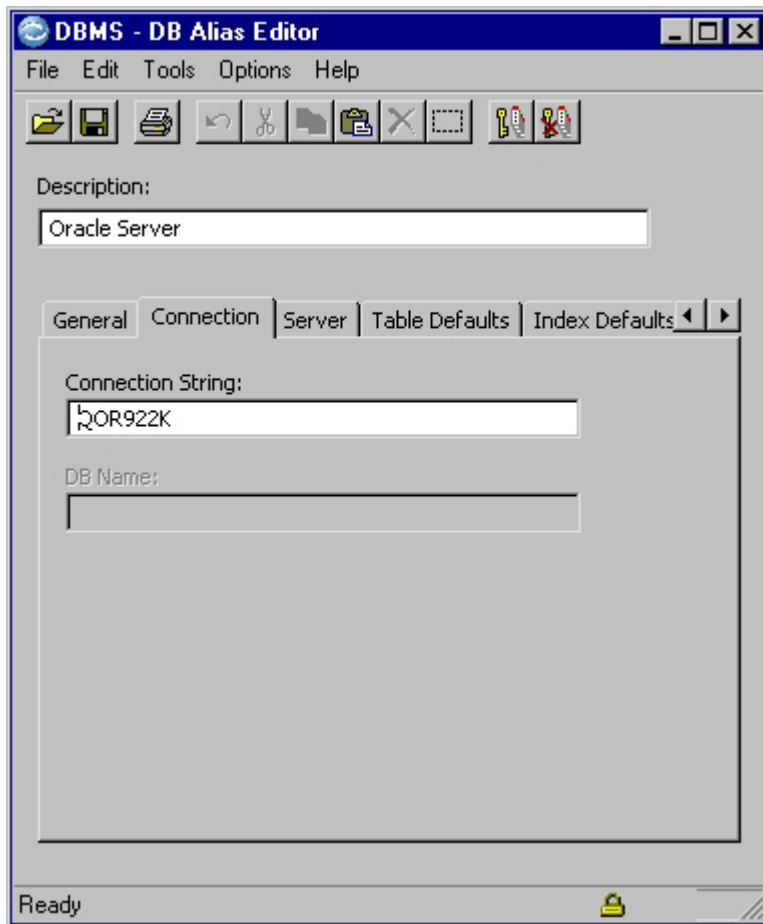 DBMS - DB Alias Editor
File Edit Tools Options Help
Description:
Oracle Server
General Connection Server Table Defaults Index Defaults
Connection String:
DB Name:
Ready